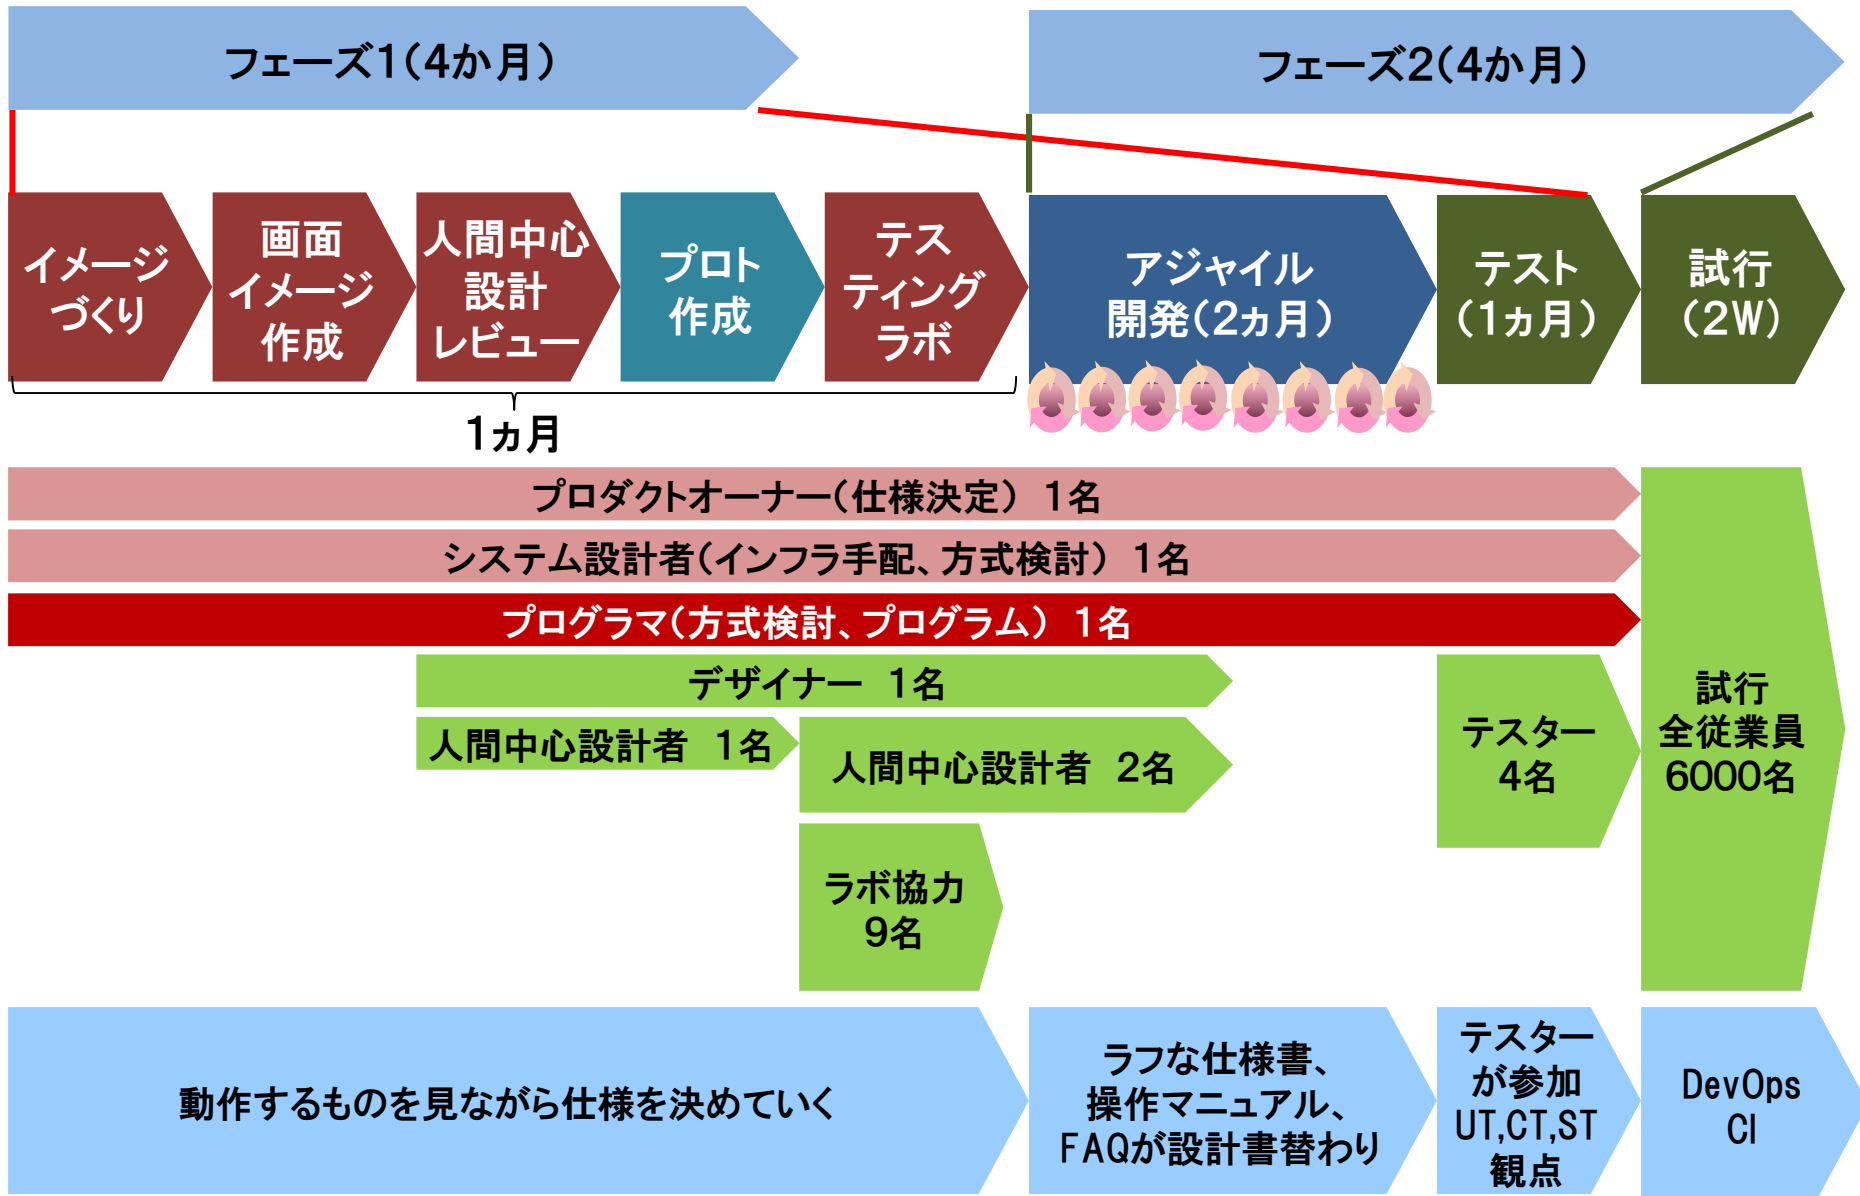 フェーズ1(4か月)
フェーズ2(4か月)
イメージ
づくり
画面
イメージ
作成
人間中心
設計
レビュー
プロト
作成
テス
ティング
ラボ
アジャイル
開発(2ヵ月)
テスト
(1ヵ月)
試行
(2W)
1ヵ月
プロダクトオーナー(仕様決定) 1名
システム設計者(インフラ手配、方式検討) 1名
プログラマ(方式検討、プログラム) 1名
デザイナー 1名
人間中心設計者 1名
人間中心設計者 2名
ラボ協力
9名
テスター
4名
試行
全従業員
6000名
動作するものを見ながら仕様を決めていく
ラフな仕様書、
操作マニュアル、
FAQが設計書替わり
テスター
が参加
UT,CT,ST
観点
DevOps
CI